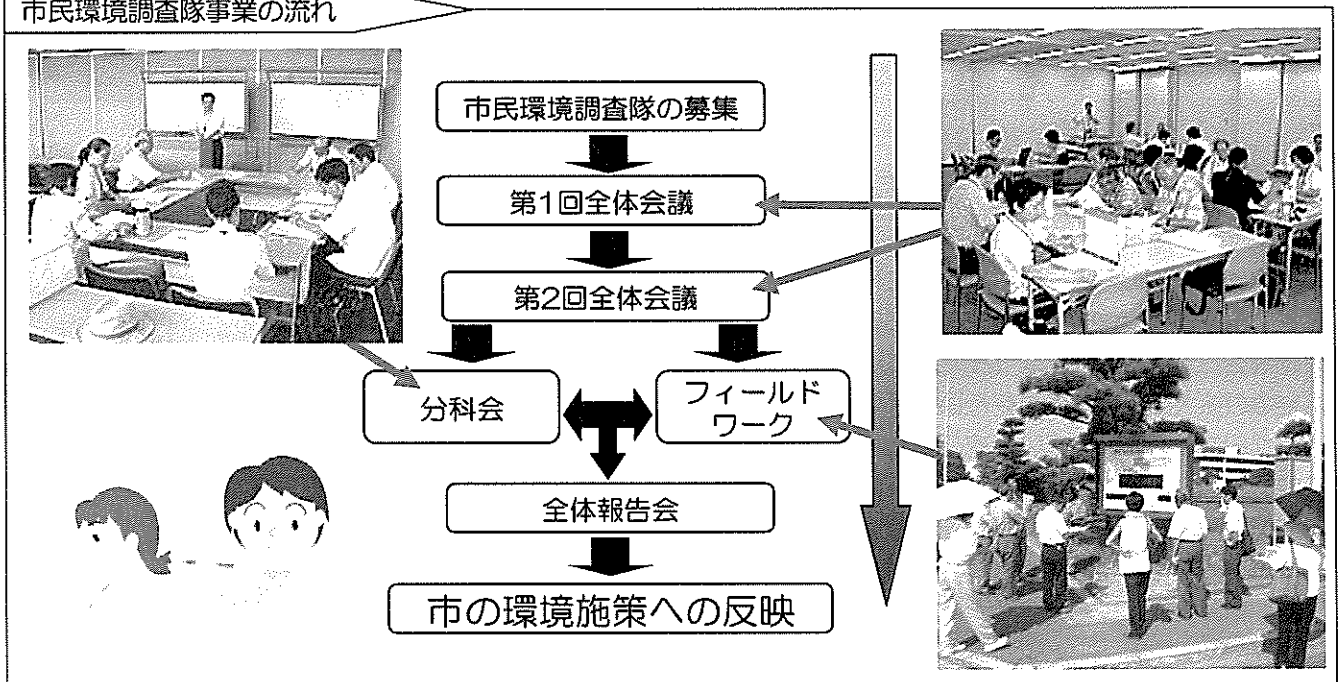 市民環境調査隊事業の流れ
市民環境調査隊の募集
第1回全体会議
第2回全体会議
分科会
フィールド
ワーク
全体報告会
市の環境施策への反映